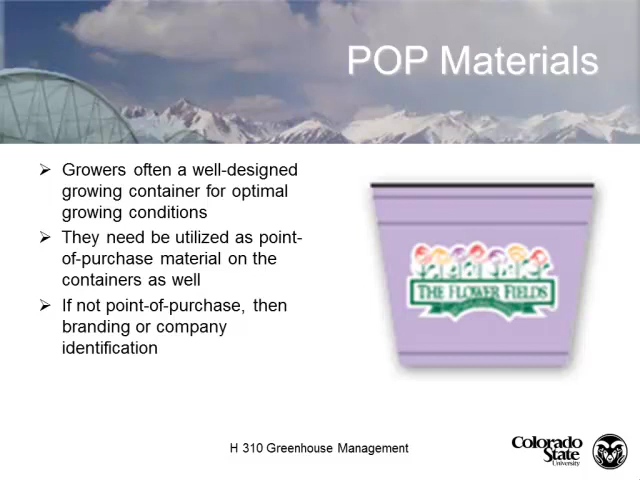 POP Materials
Growers often a well-designed
growing container for optimal
growing conditions
They need be utilized as point-
of-purchase material on the
containers as well
If not point-of-purchase, then
branding or company
identification
THE FLOWER FIELDS
H 310 Greenhouse Management
Colorado
State
University